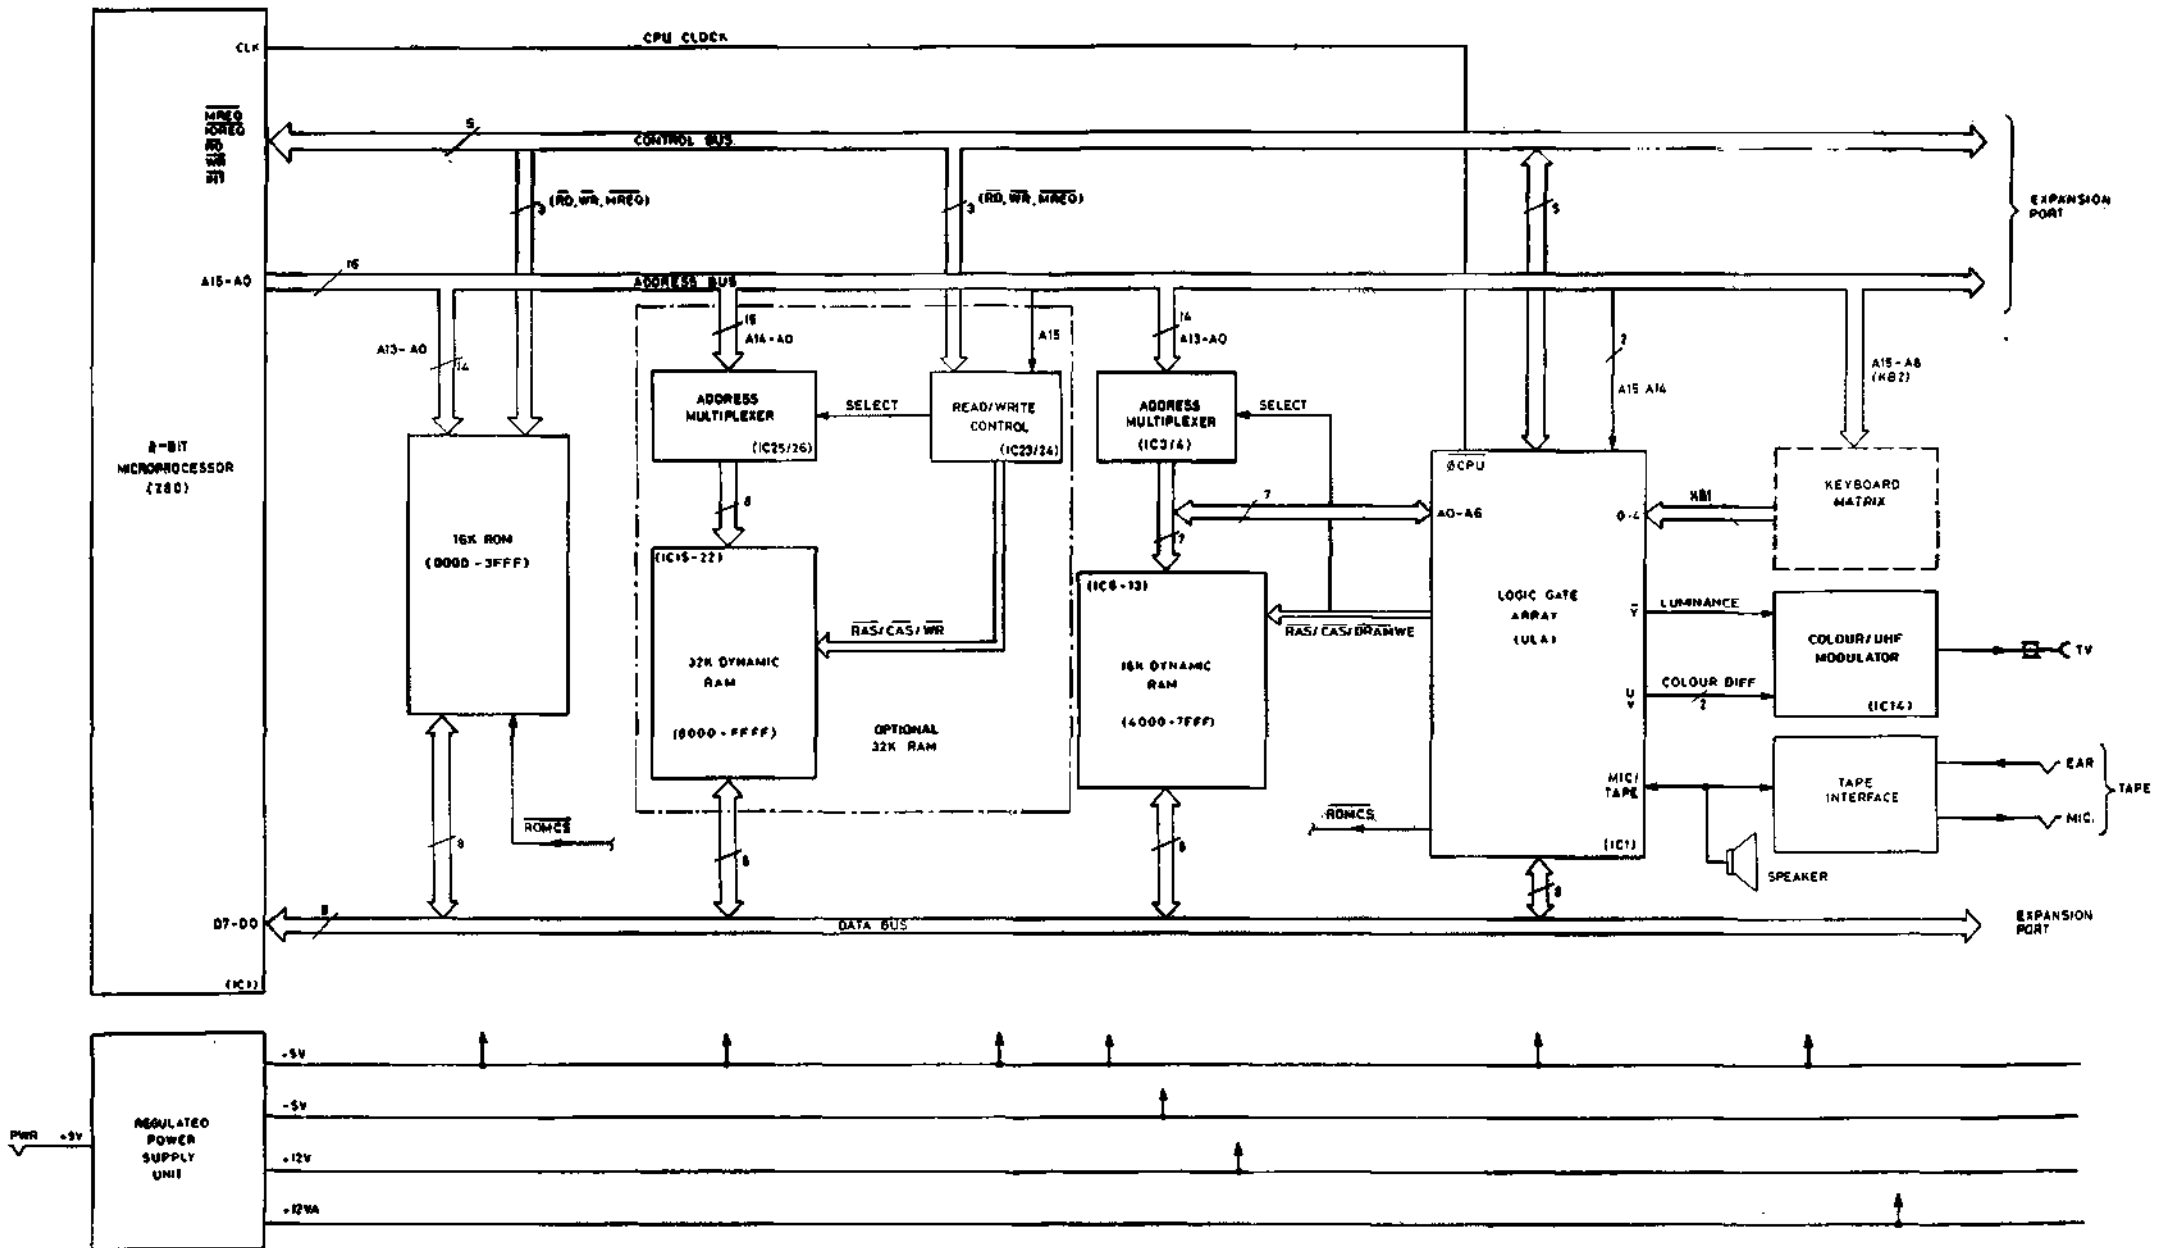 CLK
CPU CLOCK
MREQ
IOREQ
RD
WR
INT
5
CONTROL BUS
(RD, WR, MREQ)
3
(RD, WR, MREQ)
3
5
EXPANSION
PORT
A15-A0
16
ADDRESS BUS
A13-A0
14
15
A14-A0
A15
14
A13-A0
2
A15 A14
A15-A8
(KB2)
8-BIT
MICROPROCESSOR
(Z80)
ADDRESS
MULTIPLEXER
(IC25/26)
SELECT
READ/WRITE
CONTROL
(IC23/24)
ADDRESS
MULTIPLEXER
(IC3/4)
SELECT
ØCPU
KEYBOARD
MATRIX
KB1
8
7
A0-A6
0-4
16K ROM
(0000 - 3FFF)
(IC15-22)
7
(IC6-13)
LOGIC GATE
ARRAY
(ULA)
Y
LUMINANCE
RAS/CAS/WR
RAS/CAS/DRAMWE
COLOUR/UHF
MODULATOR
(IC14)
TV
32K DYNAMIC
RAM
(8000 - FFFF)
16K DYNAMIC
RAM
(4000-7FFF)
U
V
COLOUR DIFF
2
OPTIONAL
32K RAM
MIC/
TAPE
TAPE
INTERFACE
EAR
MIC.
TAPE
ROMCS
ROMCS
(IC1)
SPEAKER
8
8
8
8
D7-D0
8
DATA BUS
EXPANSION
PORT
(IC1)
+5V
-5V
PWR +9V
REGULATED
POWER
SUPPLY
UNIT
+12V
+12VA